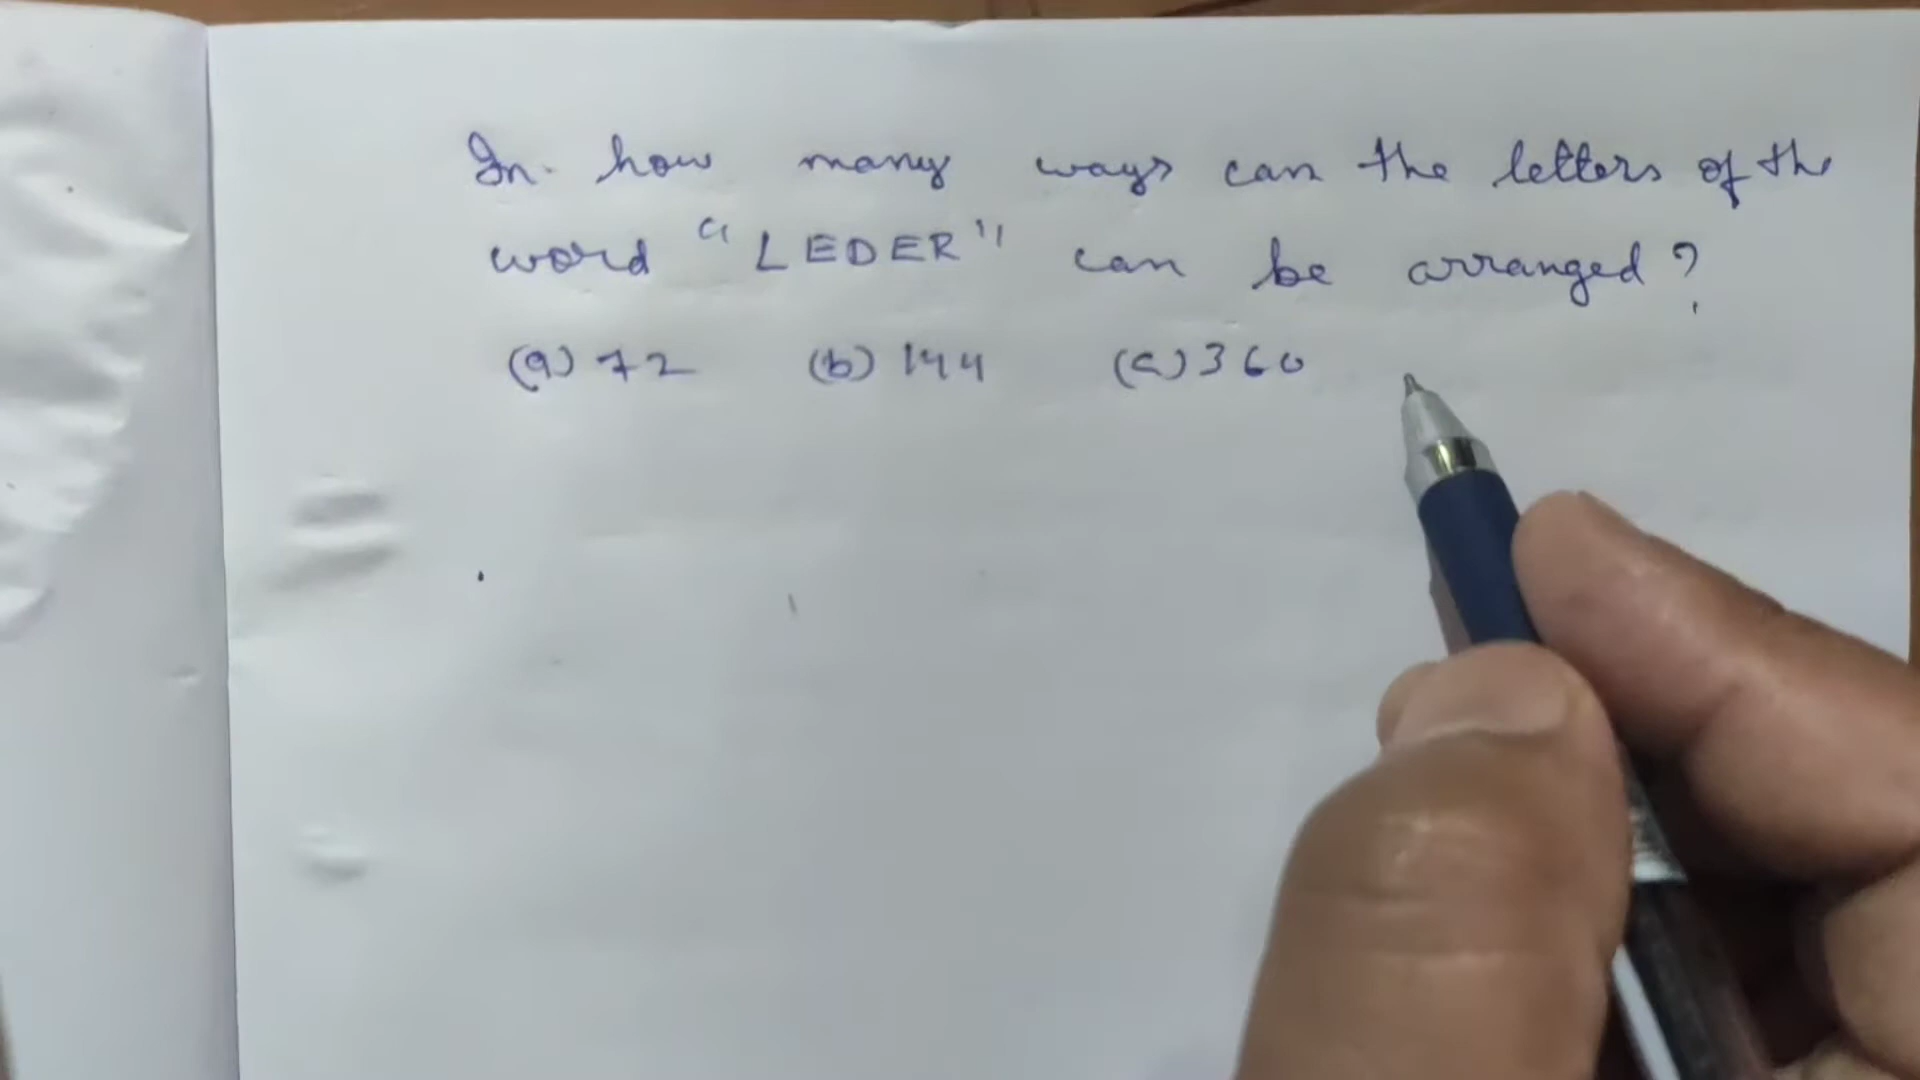 In how many ways can the letters of the
word "LEDER" can be arranged?
(a) 72 (b) 144 (c) 360